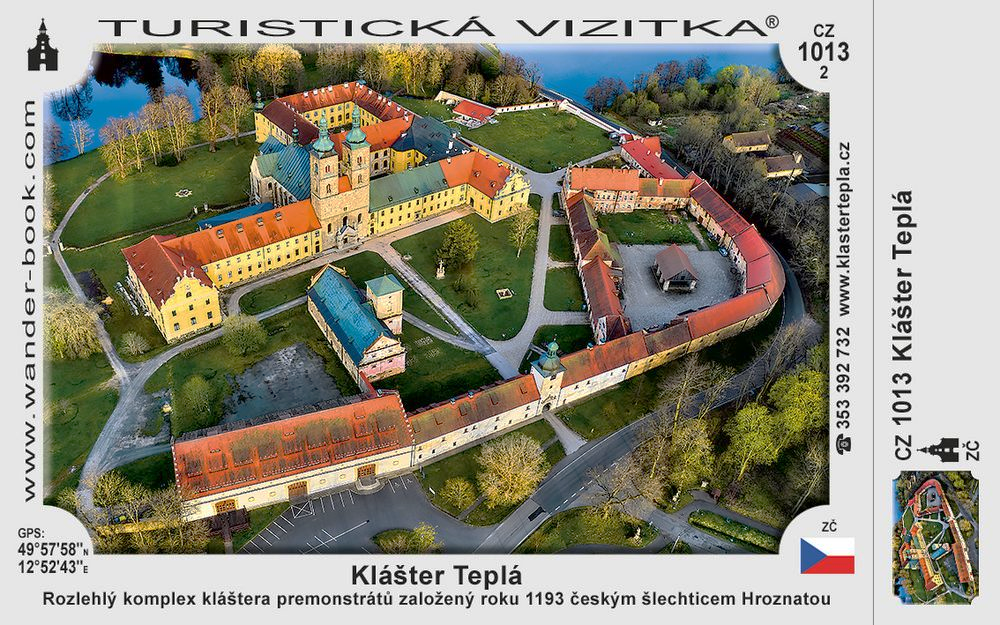 TURISTICKÁ VIZITKA®
CZ
1013
2
www.wander-book.com
☎ 353 392 732 www.klastertepla.cz
GPS:
49°57'58"N
12°52'43"E
ZČ
Klášter Teplá
Rozlehlý komplex kláštera premonstrátů založený roku 1193 českým šlechticem Hroznatou
CZ 1013 Klášter Teplá
ZČ